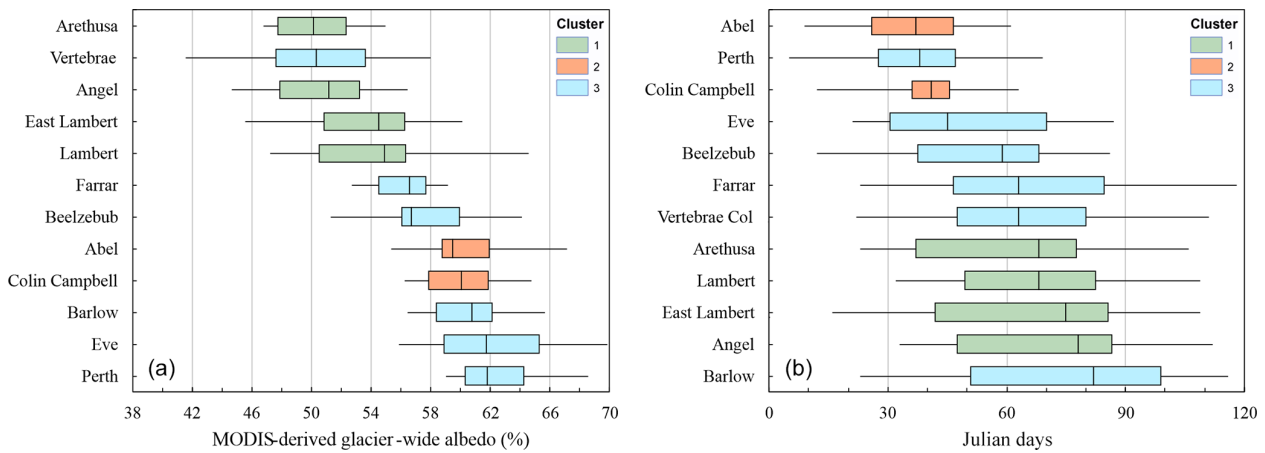 Arethusa
Vertebrae
Angel
East Lambert
Lambert
Farrar
Beelzebub
Abel
Colin Campbell
Barlow
Eve
Perth
Cluster
1
2
3
(a)
38 42 46 50 54 58 62 66 70
MODIS-derived glacier-wide albedo (%)
Abel
Perth
Colin Campbell
Eve
Beelzebub
Farrar
Vertebrae Col
Arethusa
Lambert
East Lambert
Angel
Barlow
Cluster
1
2
3
(b)
0 30 60 90 120
Julian days